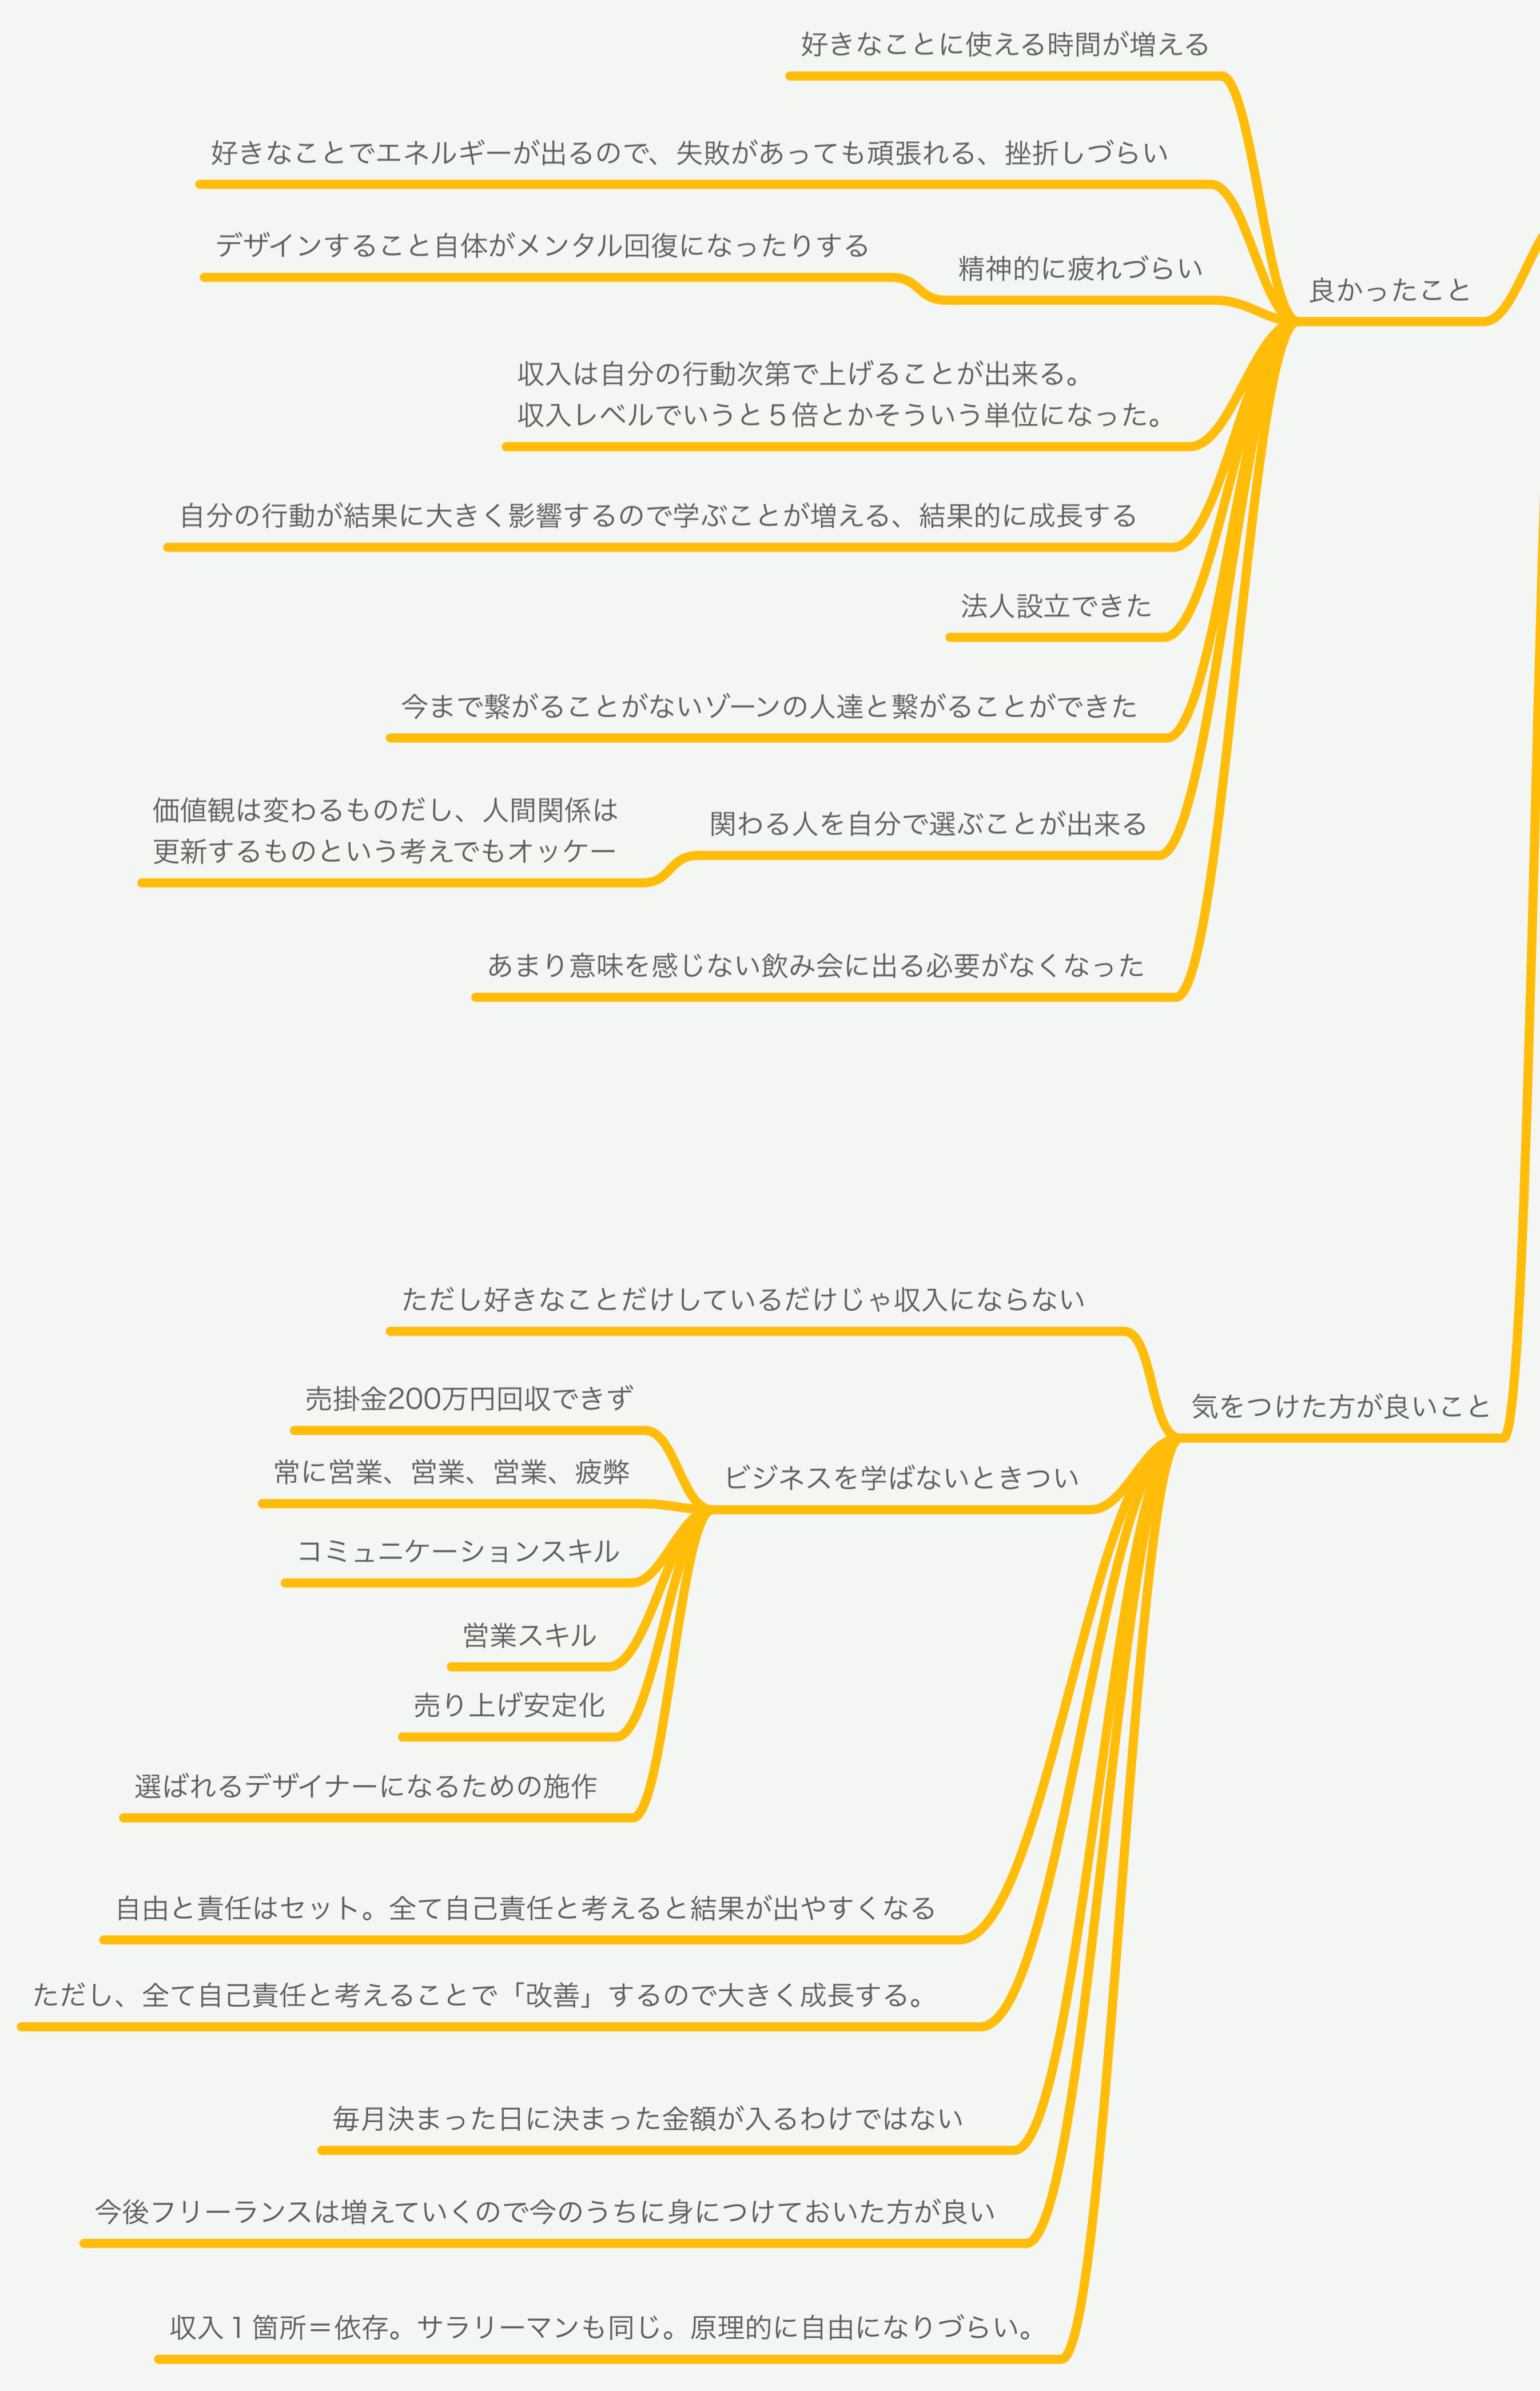 好きなことに使える時間が増える
好きなことでエネルギーが出るので、失敗があっても頑張れる、挫折しづらい
デザインすること自体がメンタル回復になったりする
精神的に疲れづらい
良かったこと
収入は自分の行動次第で上げることが出来る。
収入レベルでいうと５倍とかそういう単位になった。
自分の行動が結果に大きく影響するので学ぶことが増える、結果的に成長する
法人設立できた
今まで繋がることがないゾーンの人達と繋がることができた
価値観は変わるものだし、人間関係は
更新するものという考えでもオッケー
関わる人を自分で選ぶことが出来る
あまり意味を感じない飲み会に出る必要がなくなった
ただし好きなことだけしているだけじゃ収入にならない
売掛金200万円回収できず
気をつけた方が良いこと
常に営業、営業、営業、疲弊
ビジネスを学ばないときつい
コミュニケーションスキル
営業スキル
売り上げ安定化
選ばれるデザイナーになるための施作
自由と責任はセット。全て自己責任と考えると結果が出やすくなる
ただし、全て自己責任と考えることで「改善」するので大きく成長する。
毎月決まった日に決まった金額が入るわけではない
今後フリーランスは増えていくので今のうちに身につけておいた方が良い
収入１箇所＝依存。サラリーマンも同じ。原理的に自由になりづらい。